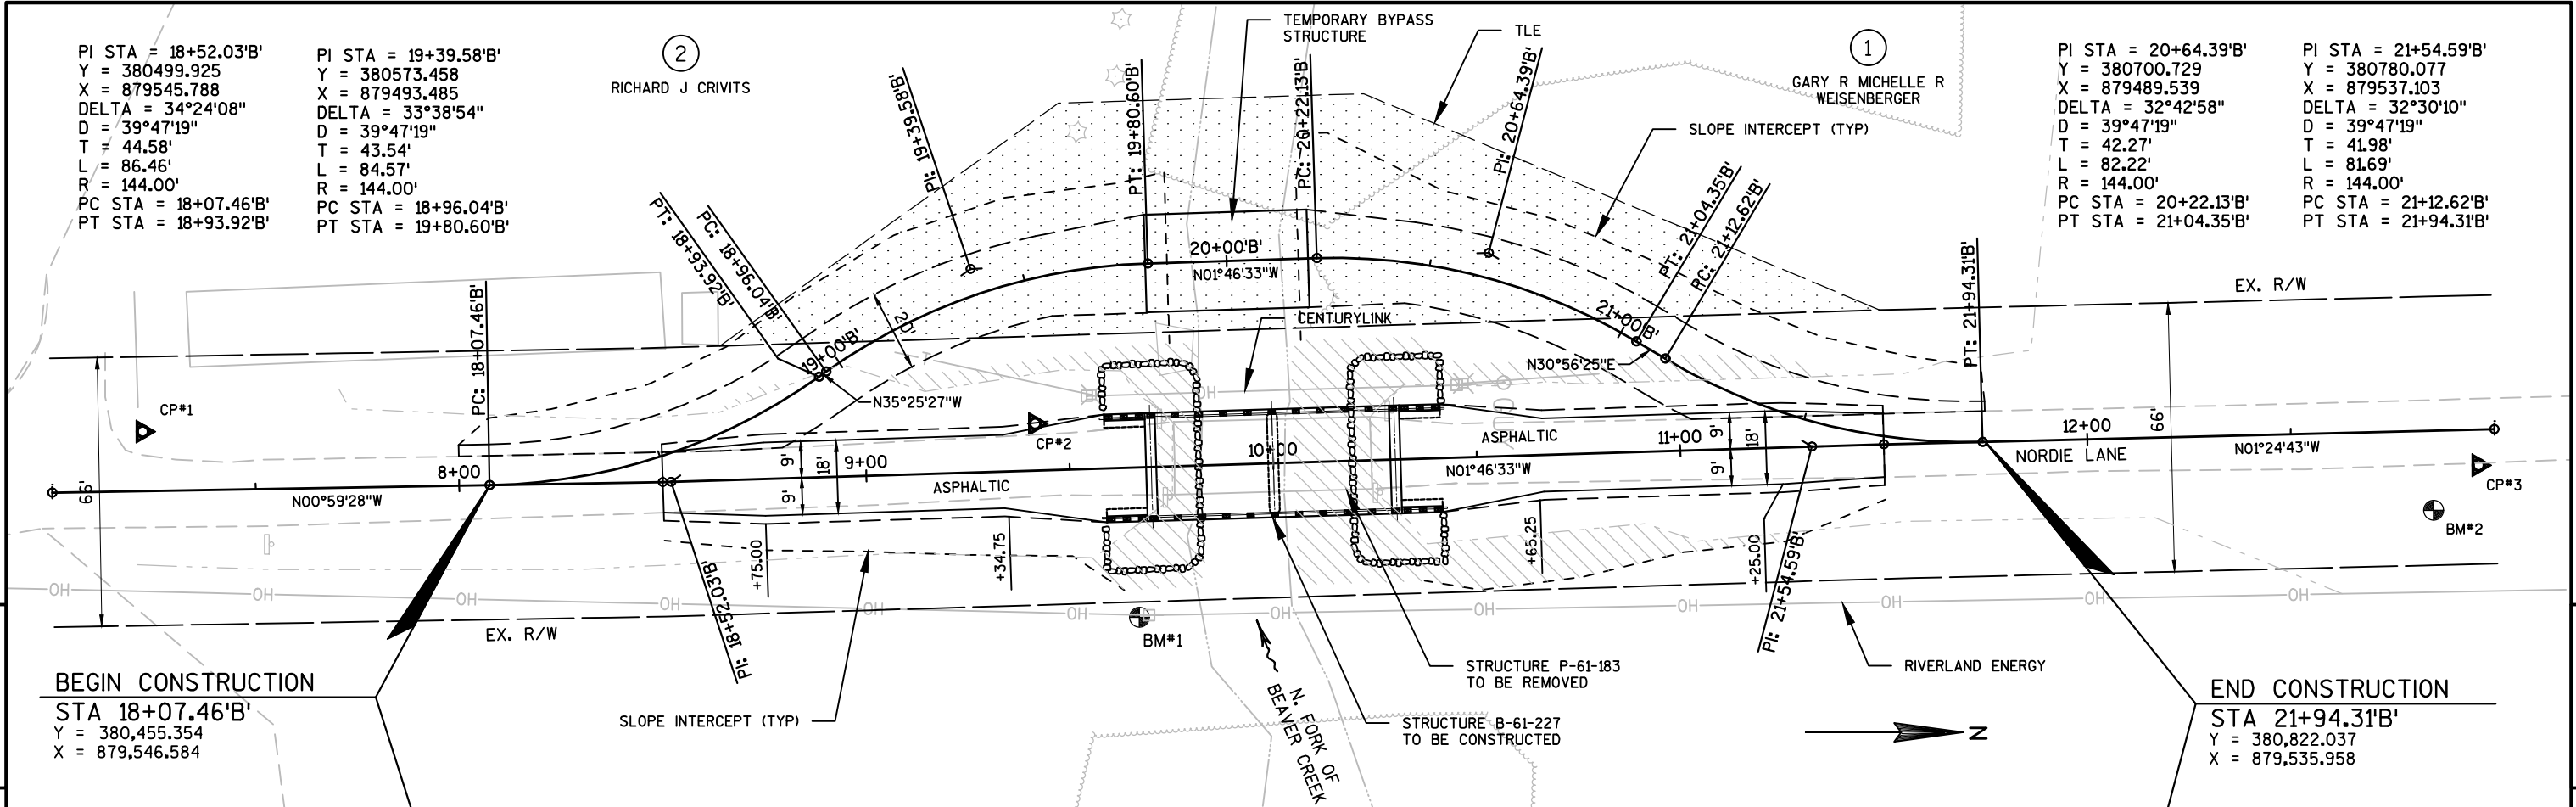 PI STA = 18+52.03'B'
Y = 380499.925
X = 879545.788
DELTA = 34°24'08"
D = 39°47'19"
T = 44.58'
L = 86.46'
R = 144.00'
PC STA = 18+07.46'B'
PT STA = 18+93.92'B'
PI STA = 19+39.58'B'
Y = 380573.458
X = 879493.485
DELTA = 33°38'54"
D = 39°47'19"
T = 43.54'
L = 84.57'
R = 144.00'
PC STA = 18+96.04'B'
PT STA = 19+80.60'B'
2
RICHARD J CRIVITS
TEMPORARY BYPASS
STRUCTURE
TLE
1
GARY R MICHELLE R
WEISENBERGER
SLOPE INTERCEPT (TYP)
PI STA = 20+64.39'B'
Y = 380700.729
X = 879489.539
DELTA = 32°42'58"
D = 39°47'19"
T = 42.27'
L = 82.22'
R = 144.00'
PC STA = 20+22.13'B'
PT STA = 21+04.35'B'
PI STA = 21+54.59'B'
Y = 380780.077
X = 879537.103
DELTA = 32°30'10"
D = 39°47'19"
T = 41.98'
L = 81.69'
R = 144.00'
PC STA = 21+12.62'B'
PT STA = 21+94.31'B'
PC: 18+07.46'B'
PT: 18+93.92'B'
PC: 18+96.04'B'
PI: 19+39.58'B'
PT: 19+80.60'B'
PC: 20+22.13'B'
PI: 20+64.39'B'
PT: 21+04.35'B'
PC: 21+12.62'B'
PT: 21+94.31'B'
19+00'B'
20'
20+00'B'
N01°46'33"W
21+00'B'
CENTURYLINK
EX. R/W
N35°25'27"W
N30°56'25"E
OH
66'
CP#1
CP#2
8+00
N00°59'28"W
9'
18'
9'
9+00
ASPHALTIC
10+00
ASPHALTIC
N01°46'33"W
11+00
9'
18'
9'
NORDIE LANE
12+00
N01°24'43"W
66'
CP#3
BM#2
+75.00
+34.75
+65.25
+25.00
PI: 18+52.03'B'
PI: 21+54.59'B'
OH
OH
OH
OH
OH
OH
OH
OH
OH
OH
OH
OH
EX. R/W
BM#1
SLOPE INTERCEPT (TYP)
N. FORK OF
BEAVER CREEK
STRUCTURE P-61-183
TO BE REMOVED
STRUCTURE B-61-227
TO BE CONSTRUCTED
RIVERLAND ENERGY
N
BEGIN CONSTRUCTION
STA 18+07.46'B'
Y = 380,455.354
X = 879,546.584
END CONSTRUCTION
STA 21+94.31'B'
Y = 380,822.037
X = 879,535.958